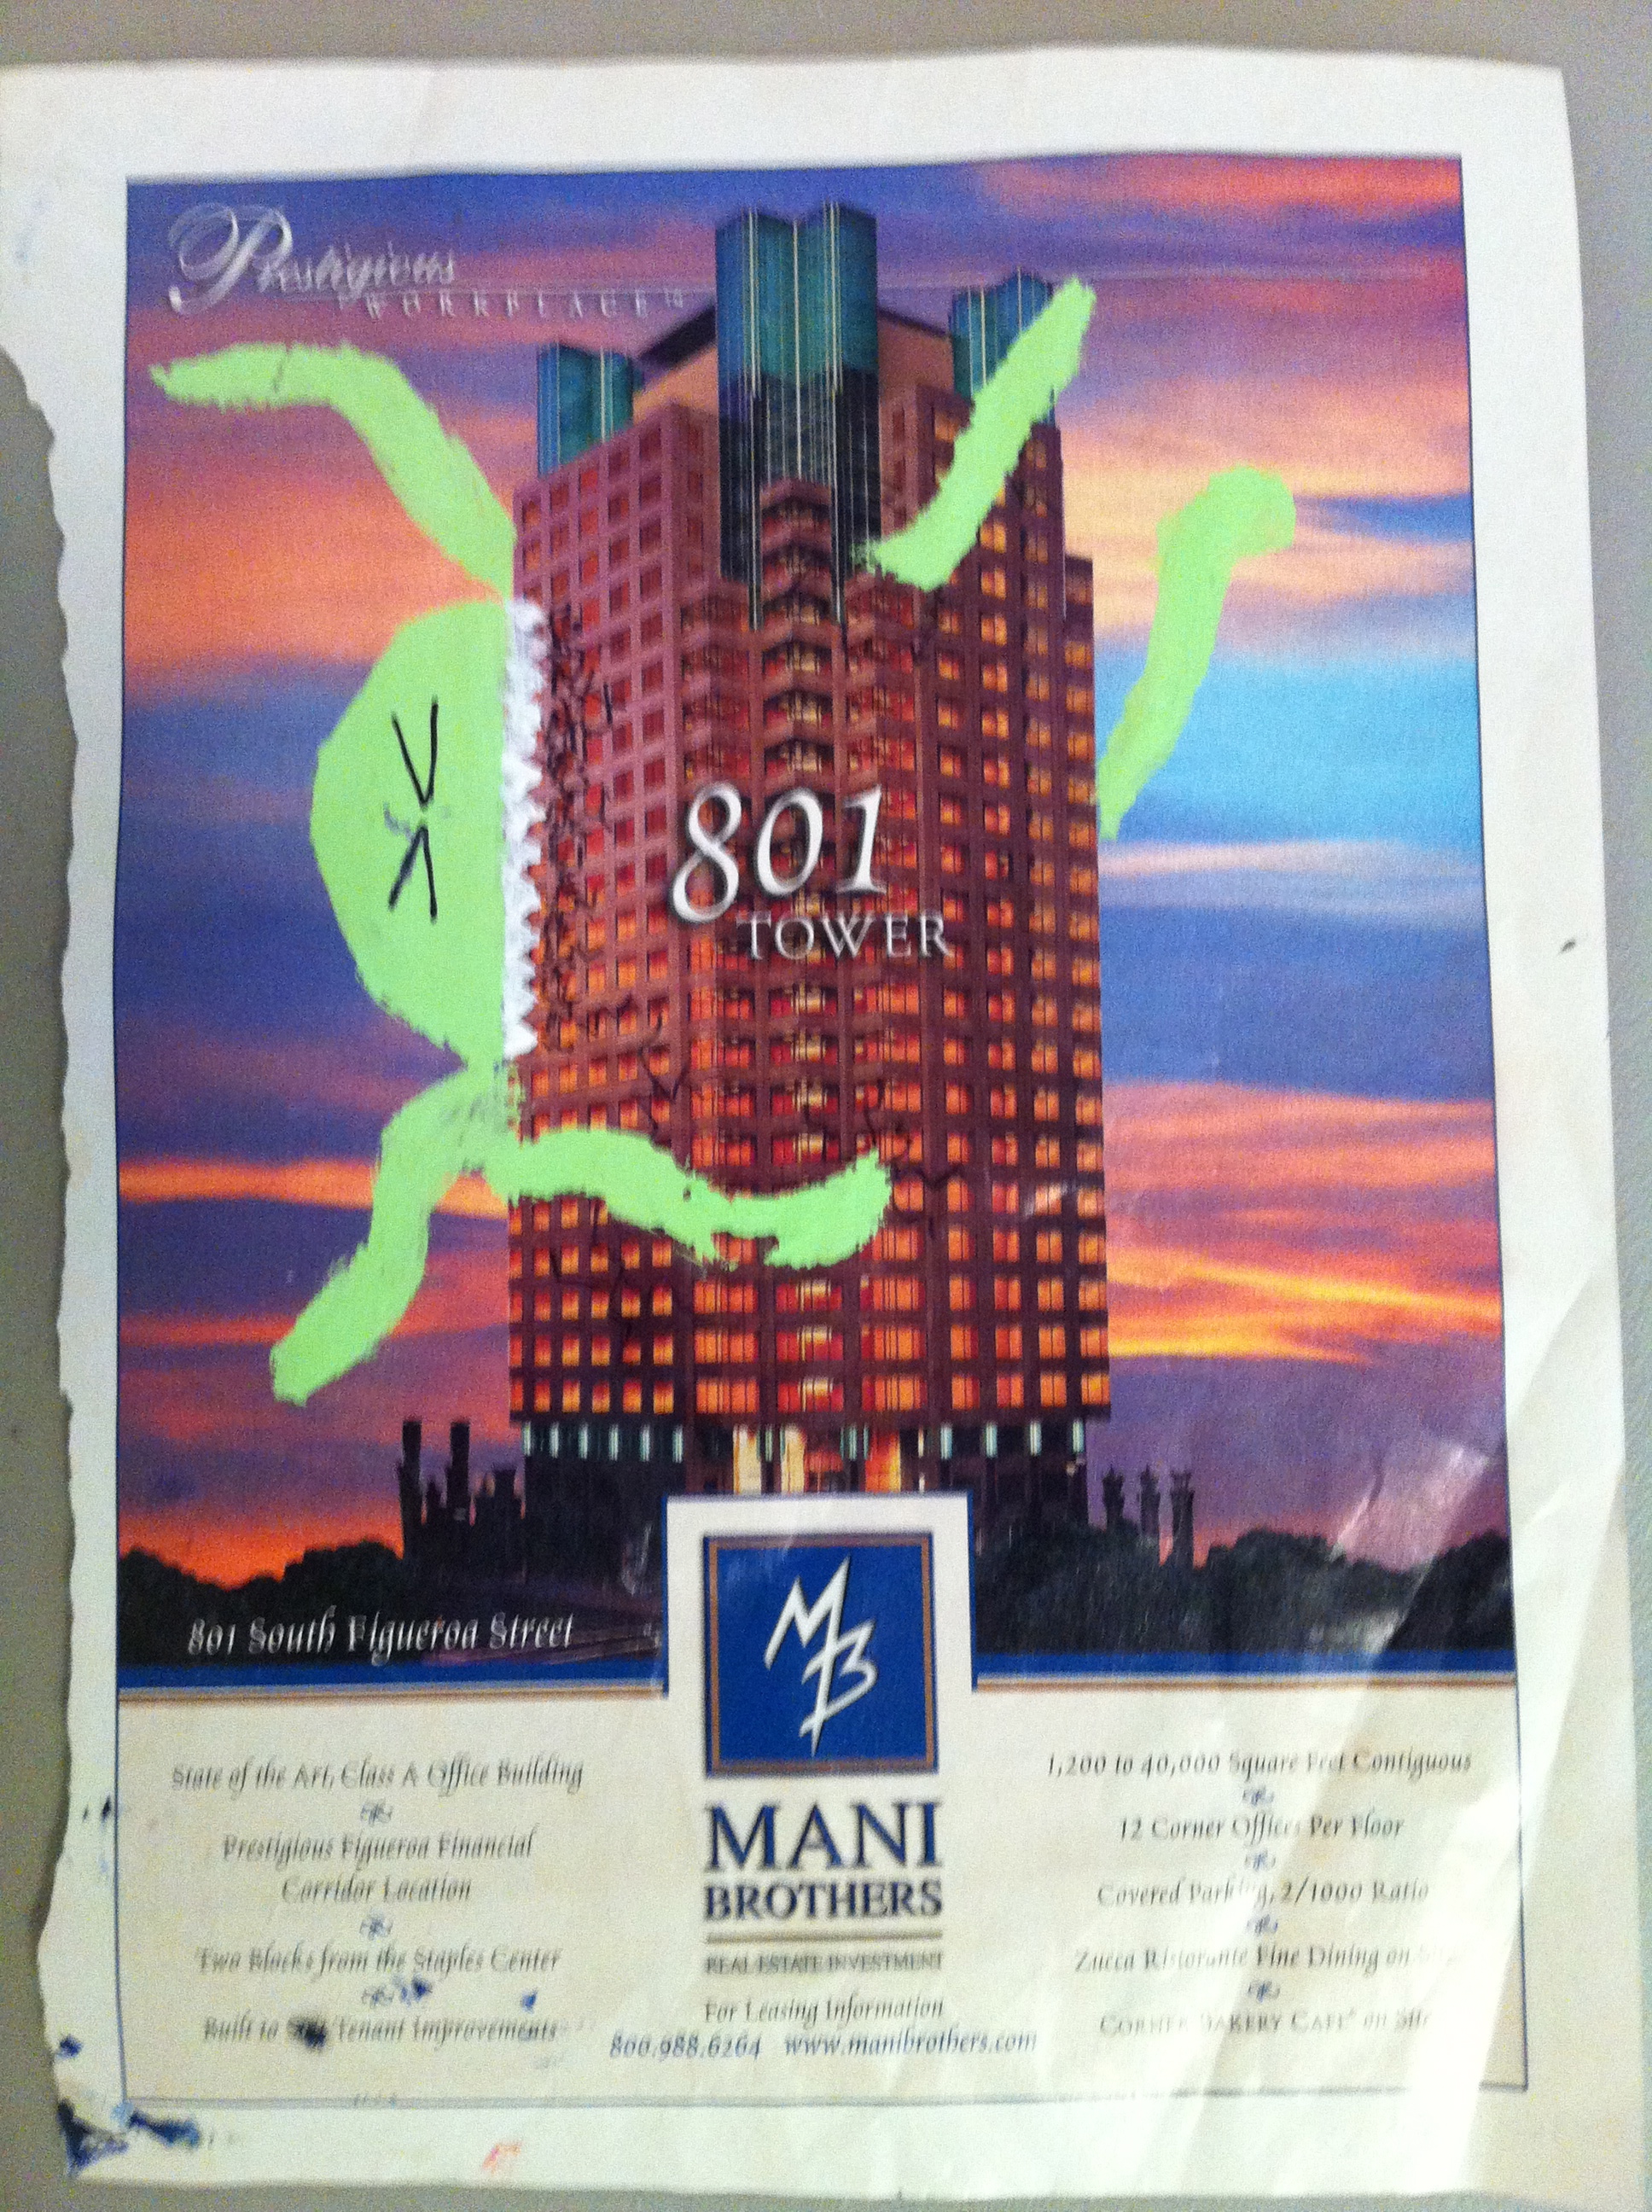 Prestigious
WORKPLACE
801
TOWER
801 South Figueroa Street
MB
State of the Art, Class A Office Building
Prestigious Figueroa Financial
Corridor Location
Two Blocks from the Staples Center
Built to Tenant Improvements
MANI
BROTHERS
REAL ESTATE INVESTMENT
For Leasing Information
800.988.6264 www.manibrothers.com
1,200 to 40,000 Square Feet Contiguous
12 Corner Offices Per Floor
Covered Parking, 2/1000 Ratio
Zucca Ristorante Fine Dining on
CORNER BAKERY CAFE on Site